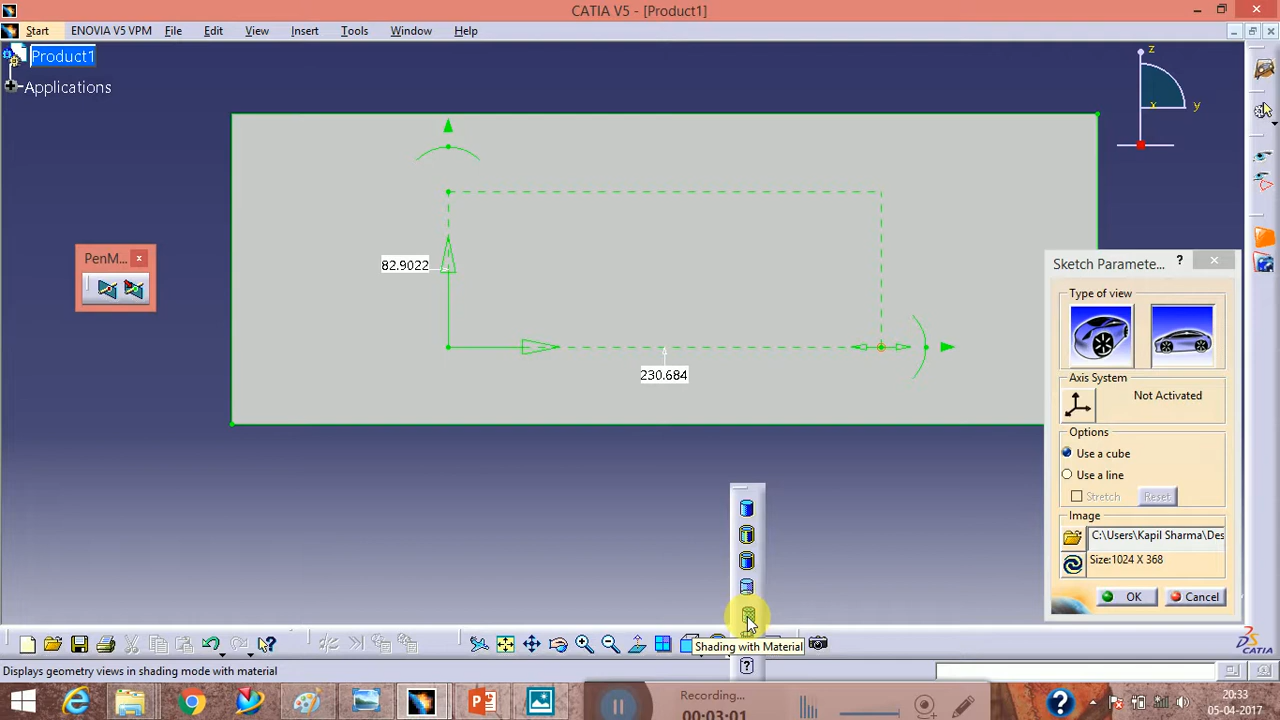 CATIA V5 - [Product1]
Start ENOVIA V5 VPM File Edit View Insert Tools Window Help
Product1
Applications
z
x
y
PenM...
82.9022
230.684
Sketch Parameter...
?
Type of view
Axis System
Not Activated
Options
Use a cube
Use a line
Stretch Reset
Image
C:\Users\Kapil Sharma\Des
Size:1024 X 368
OK Cancel
Shading with Material
Displays geometry views in shading mode with material
CATIA
Recording...
00:03:01
20:33
05-04-2017